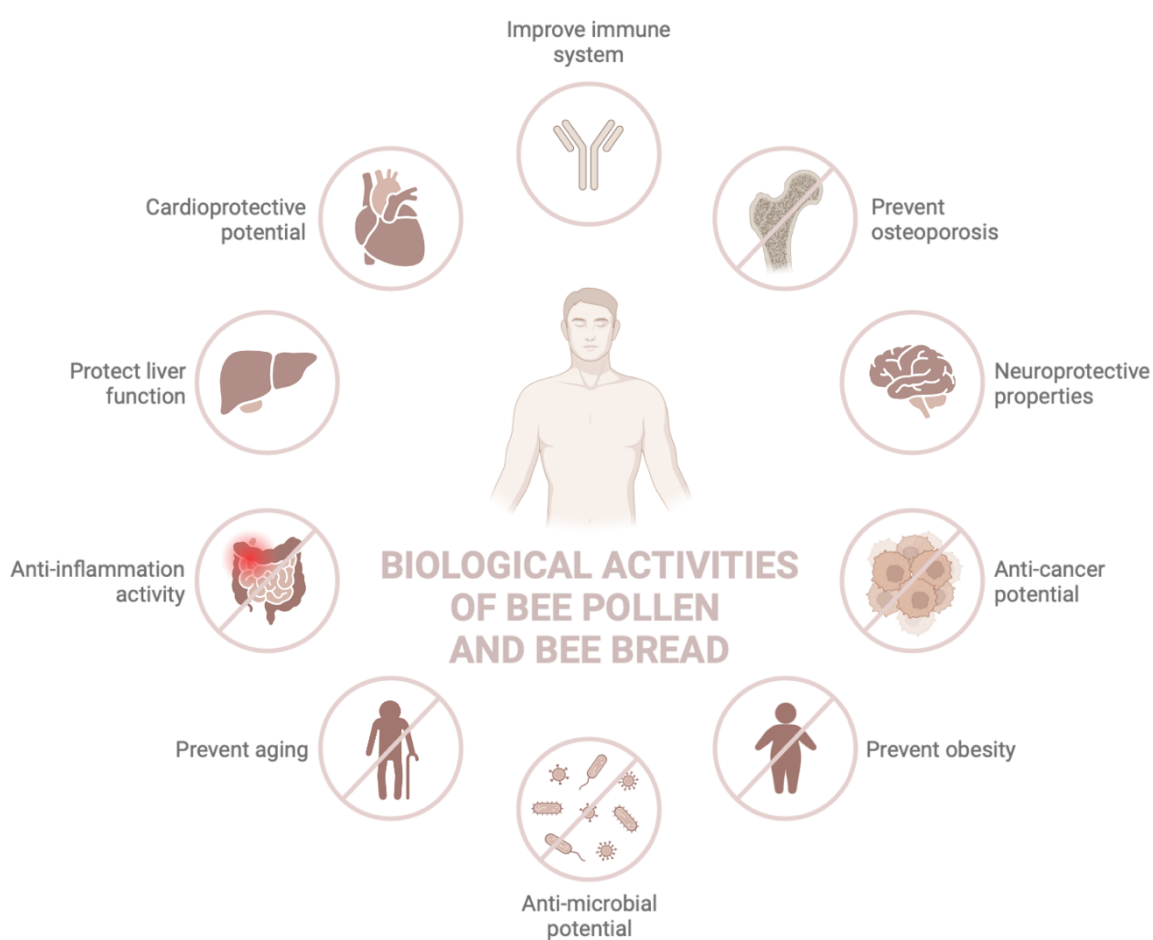 Improve immune
system
Cardioprotective
potential
Prevent
osteoporosis
Protect liver
function
Neuroprotective
properties
Anti-inflammation
activity
BIOLOGICAL ACTIVITIES
OF BEE POLLEN
AND BEE BREAD
Anti-cancer
potential
Prevent aging
Prevent obesity
Anti-microbial
potential